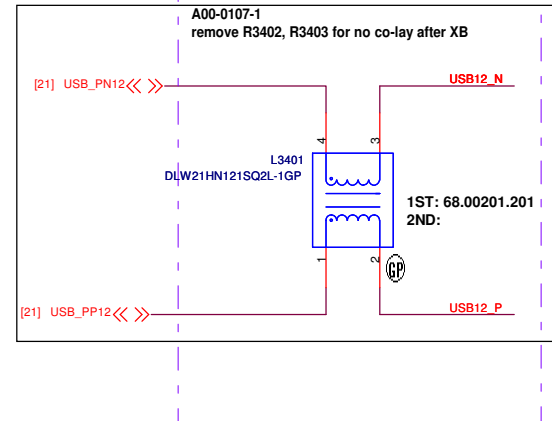 A00-0107-1
remove R3402, R3403 for no co-lay after XB
[21] USB_PN12
USB12_N
4
3
L3401
DLW21HN121SQ2L-1GP
1ST: 68.00201.201
2ND:
1
2
GP
[21] USB_PP12
USB12_P